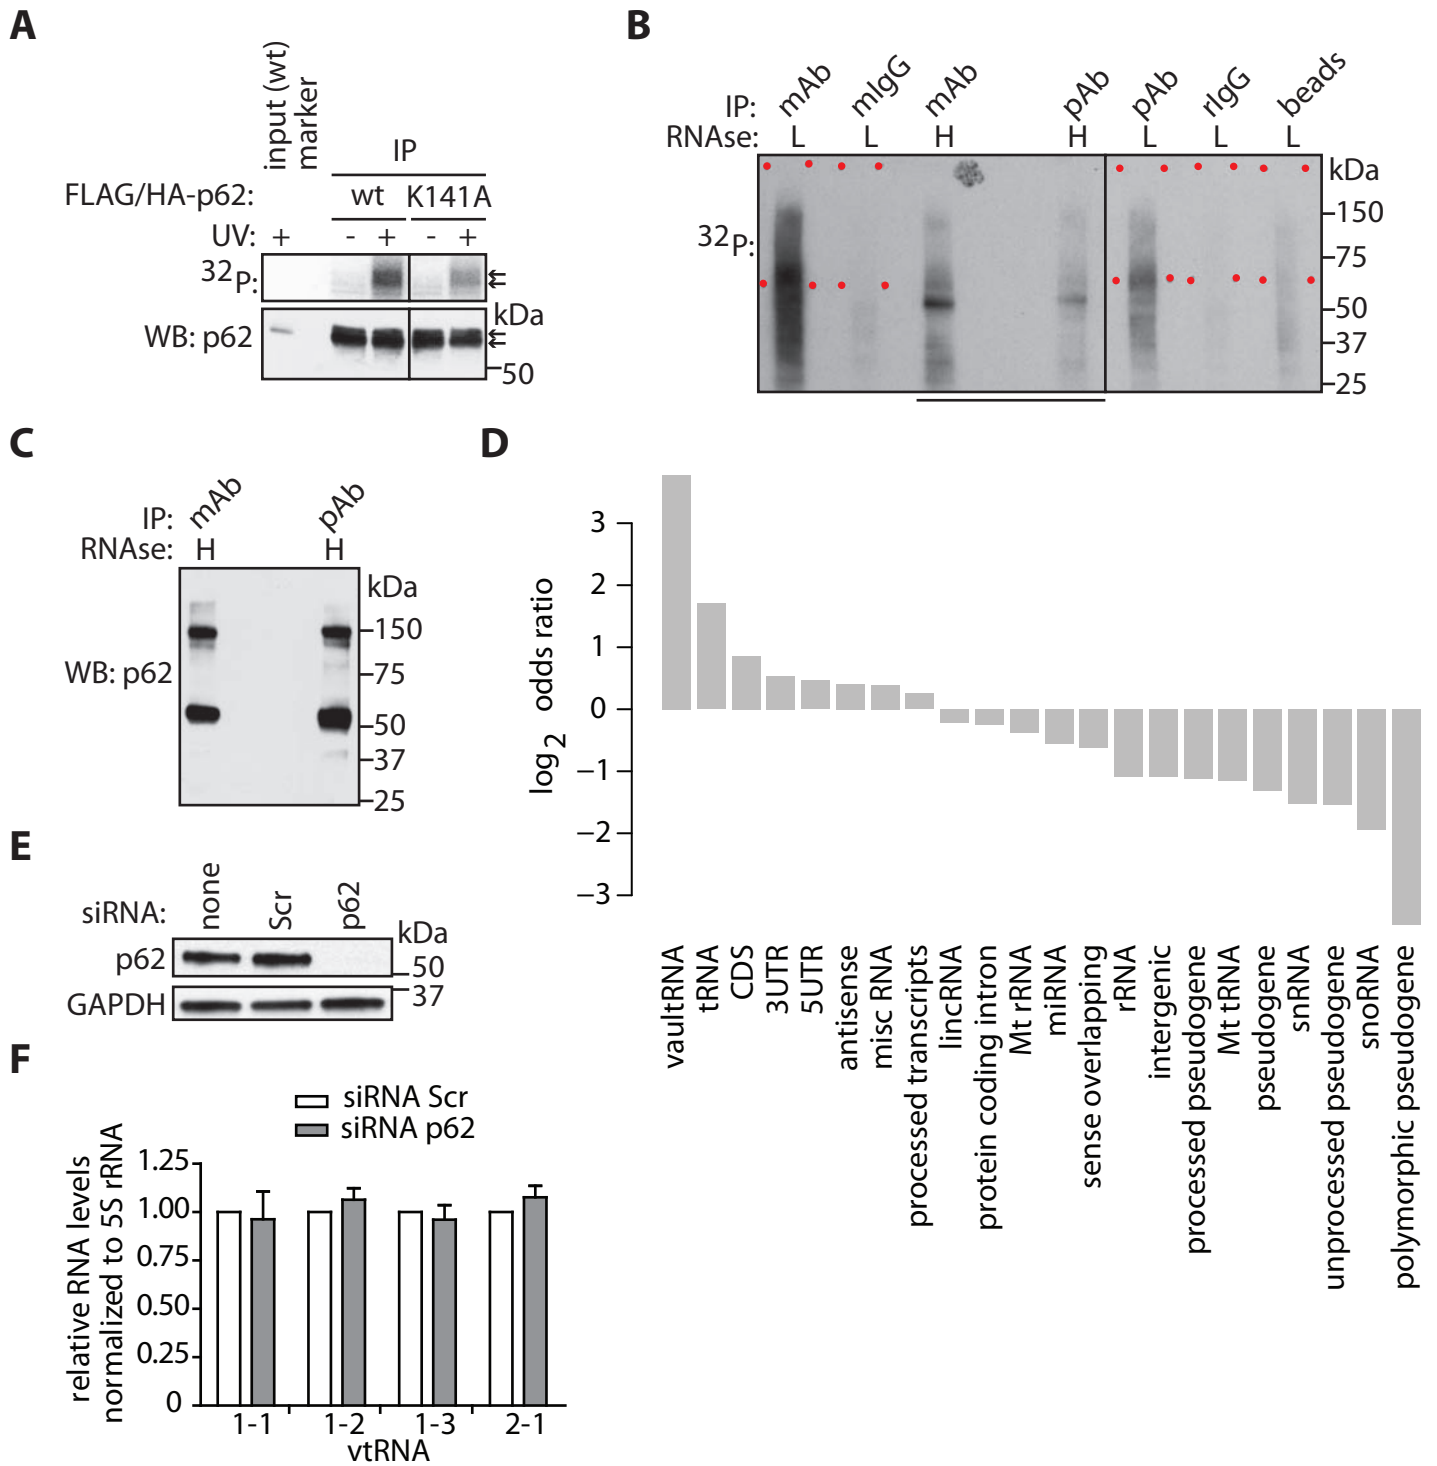 A
input (wt)
marker
IP
FLAG/HA-p62:
wt
K141A
UV:
+
-
+
-
+
32P:
kDa
WB: p62
50
B
IP:
mAb
mIgG
mAb
pAb
pAb
rIgG
beads
RNAse:
L
L
H
H
L
L
L
32P:
kDa
150
75
50
37
25
C
IP:
mAb
pAb
RNAse:
H
H
kDa
WB: p62
150
75
50
37
25
D
log2 odds ratio
3
2
1
0
−1
−2
−3
vaultRNA
tRNA
CDS
3UTR
5UTR
antisense
misc RNA
processed transcripts
lincRNA
protein coding intron
Mt rRNA
miRNA
sense overlapping
rRNA
intergenic
processed pseudogene
Mt tRNA
pseudogene
snRNA
unprocessed pseudogene
snoRNA
polymorphic pseudogene
E
siRNA:
none
Scr
p62
kDa
p62
50
GAPDH
37
F
siRNA Scr
siRNA p62
relative RNA levels
normalized to 5S rRNA
1.25
1.00
0.75
0.50
0.25
0
1-1
1-2
1-3
2-1
vtRNA